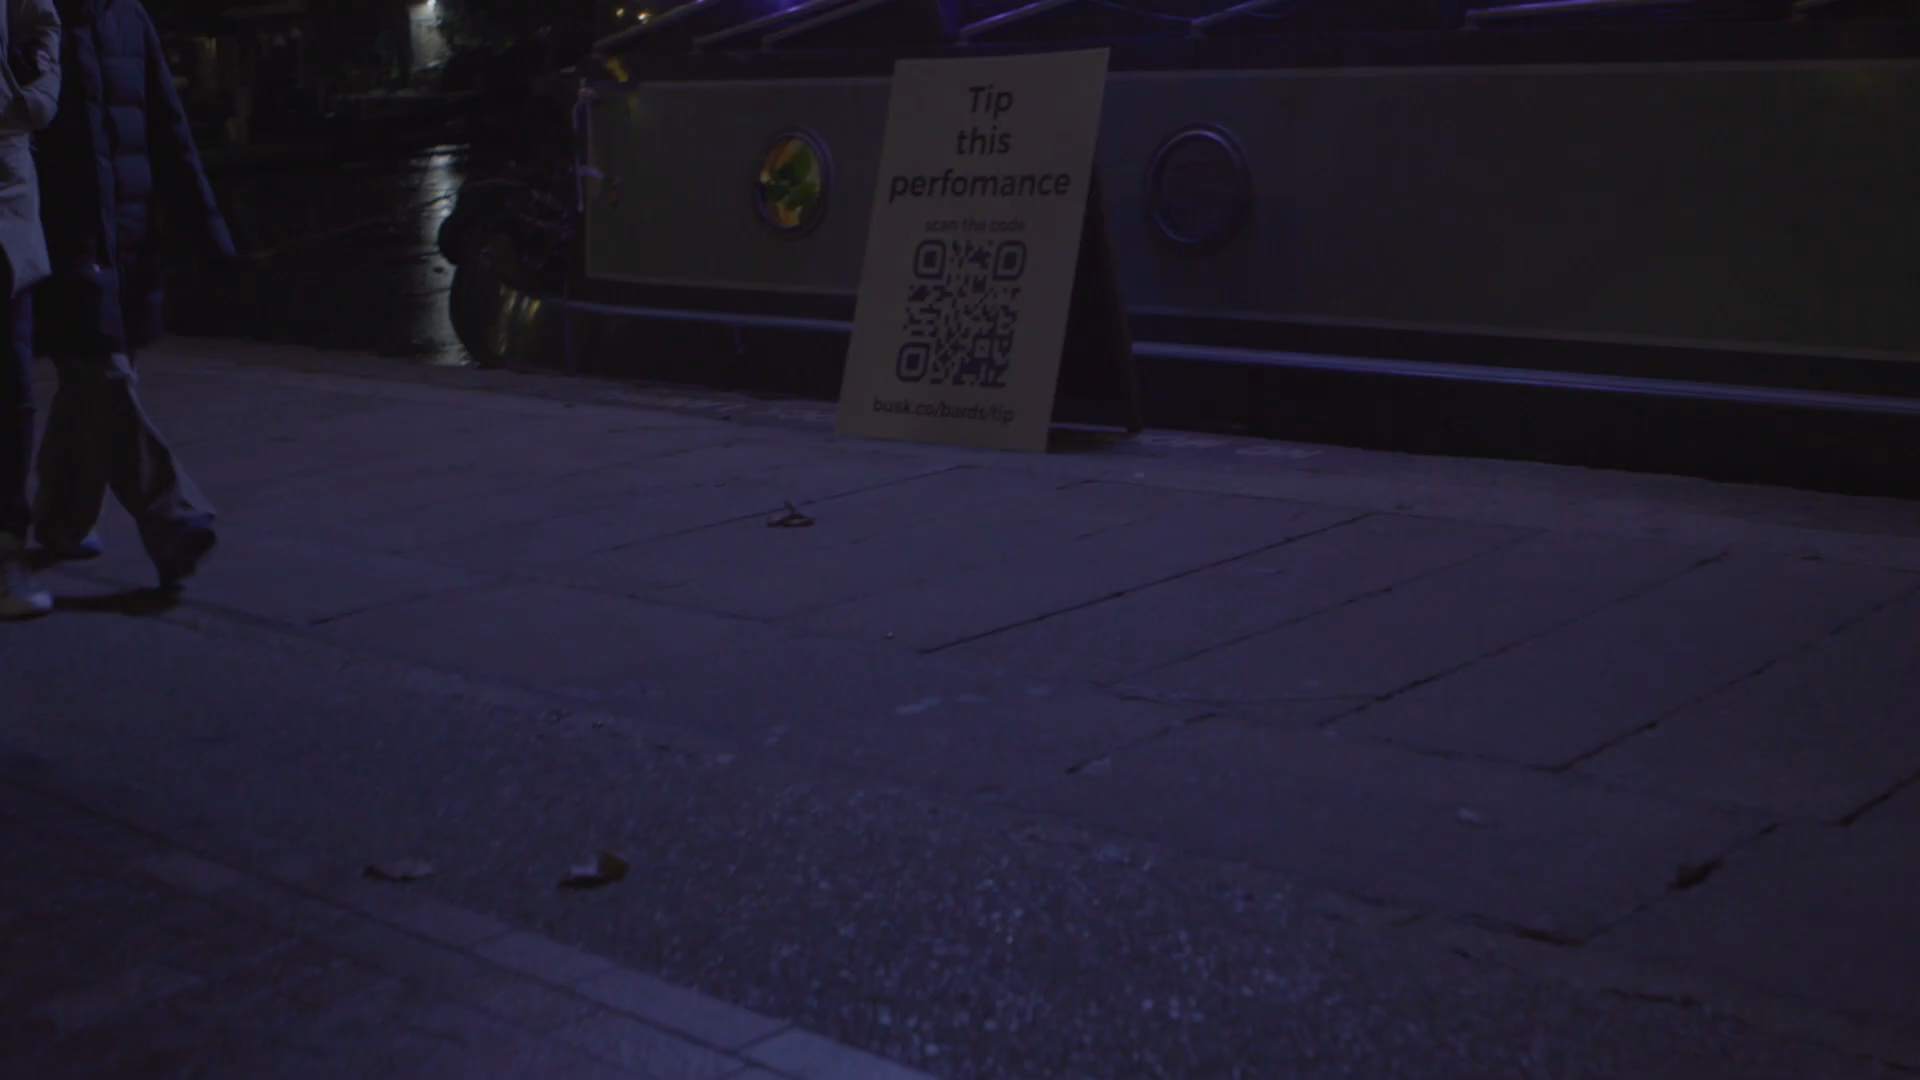 Tip
this
perfomance
scan the code
busk.co/bards/tip